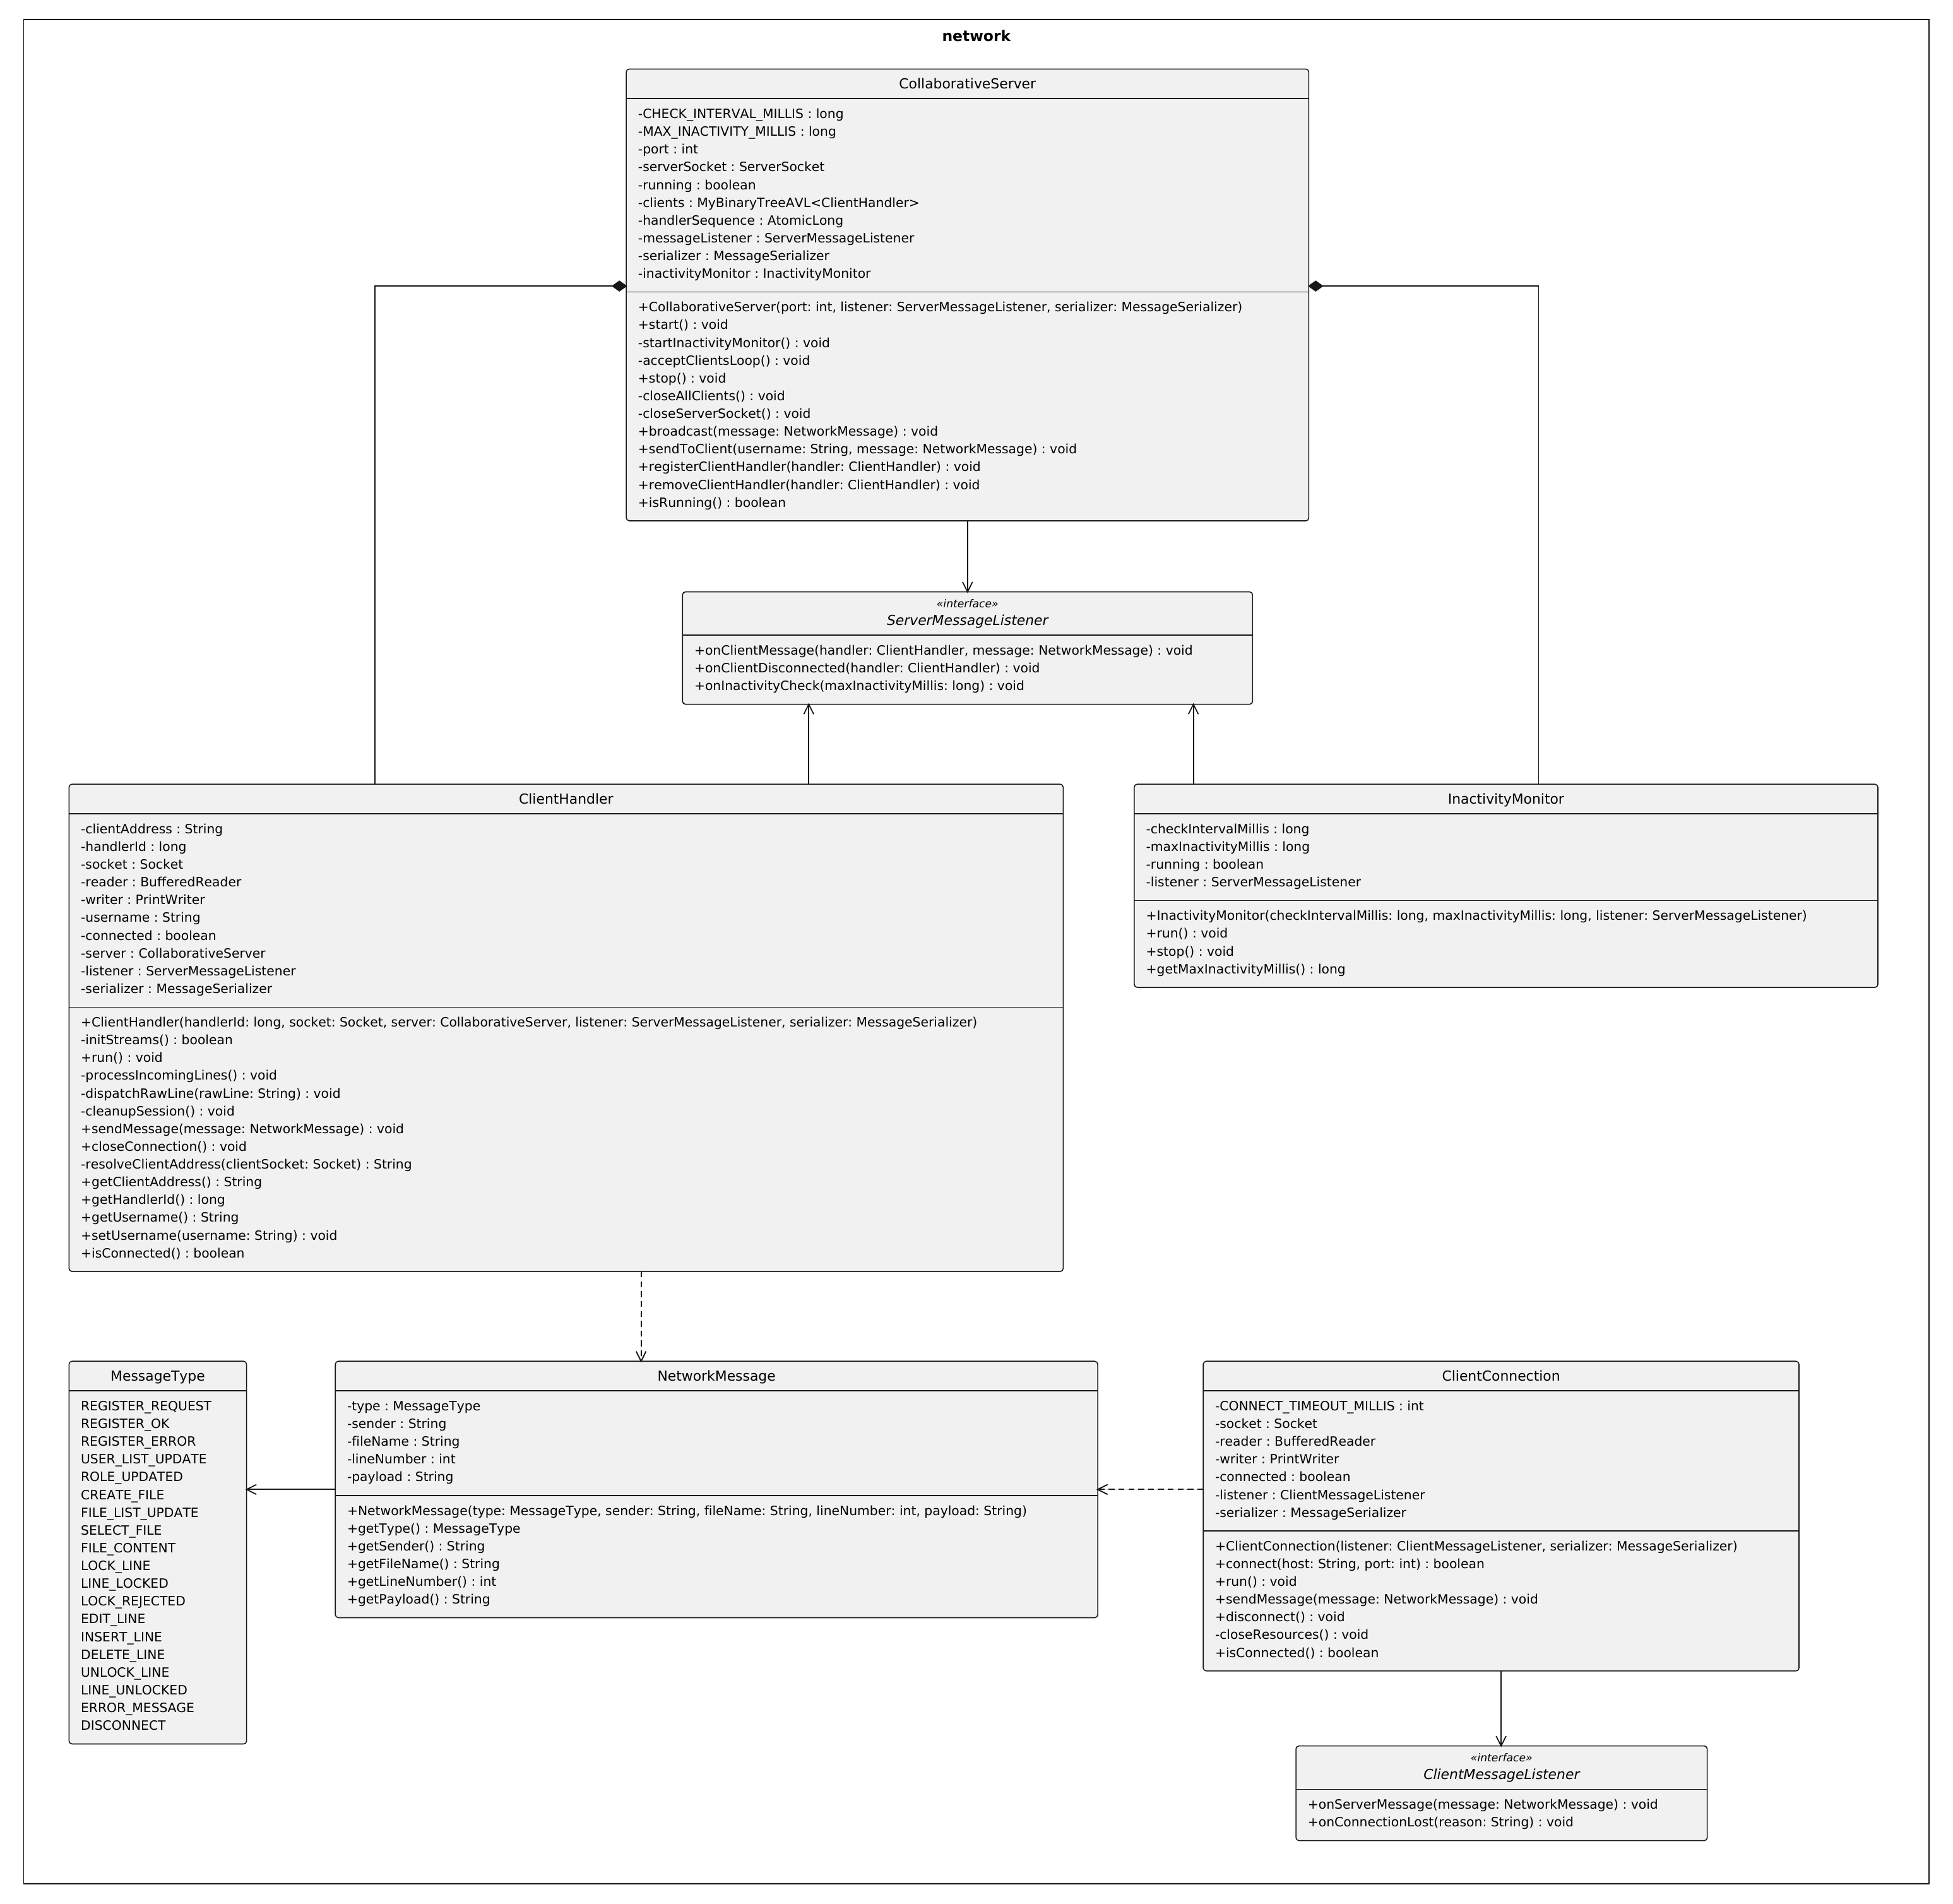 network
CollaborativeServer
-CHECK_INTERVAL_MILLIS : long
-MAX_INACTIVITY_MILLIS : long
-port : int
-serverSocket : ServerSocket
-running : boolean
-clients : MyBinaryTreeAVL<ClientHandler>
-handlerSequence : AtomicLong
-messageListener : ServerMessageListener
-serializer : MessageSerializer
-inactivityMonitor : InactivityMonitor
+CollaborativeServer(port: int, listener: ServerMessageListener, serializer: MessageSerializer)
+start() : void
-startInactivityMonitor() : void
-acceptClientsLoop() : void
+stop() : void
-closeAllClients() : void
-closeServerSocket() : void
+broadcast(message: NetworkMessage) : void
+sendToClient(username: String, message: NetworkMessage) : void
+registerClientHandler(handler: ClientHandler) : void
+removeClientHandler(handler: ClientHandler) : void
+isRunning() : boolean
«interface»
ServerMessageListener
+onClientMessage(handler: ClientHandler, message: NetworkMessage) : void
+onClientDisconnected(handler: ClientHandler) : void
+onInactivityCheck(maxInactivityMillis: long) : void
ClientHandler
-clientAddress : String
-handlerId : long
-socket : Socket
-reader : BufferedReader
-writer : PrintWriter
-username : String
-connected : boolean
-server : CollaborativeServer
-listener : ServerMessageListener
-serializer : MessageSerializer
+ClientHandler(handlerId: long, socket: Socket, server: CollaborativeServer, listener: ServerMessageListener, serializer: MessageSerializer)
-initStreams() : boolean
+run() : void
-processIncomingLines() : void
-dispatchRawLine(rawLine: String) : void
-cleanupSession() : void
+sendMessage(message: NetworkMessage) : void
+closeConnection() : void
-resolveClientAddress(clientSocket: Socket) : String
+getClientAddress() : String
+getHandlerId() : long
+getUsername() : String
+setUsername(username: String) : void
+isConnected() : boolean
InactivityMonitor
-checkIntervalMillis : long
-maxInactivityMillis : long
-running : boolean
-listener : ServerMessageListener
+InactivityMonitor(checkIntervalMillis: long, maxInactivityMillis: long, listener: ServerMessageListener)
+run() : void
+stop() : void
+getMaxInactivityMillis() : long
MessageType
REGISTER_REQUEST
REGISTER_OK
REGISTER_ERROR
USER_LIST_UPDATE
ROLE_UPDATED
CREATE_FILE
FILE_LIST_UPDATE
SELECT_FILE
FILE_CONTENT
LOCK_LINE
LINE_LOCKED
LOCK_REJECTED
EDIT_LINE
INSERT_LINE
DELETE_LINE
UNLOCK_LINE
LINE_UNLOCKED
ERROR_MESSAGE
DISCONNECT
NetworkMessage
-type : MessageType
-sender : String
-fileName : String
-lineNumber : int
-payload : String
+NetworkMessage(type: MessageType, sender: String, fileName: String, lineNumber: int, payload: String)
+getType() : MessageType
+getSender() : String
+getFileName() : String
+getLineNumber() : int
+getPayload() : String
ClientConnection
-CONNECT_TIMEOUT_MILLIS : int
-socket : Socket
-reader : BufferedReader
-writer : PrintWriter
-connected : boolean
-listener : ClientMessageListener
-serializer : MessageSerializer
+ClientConnection(listener: ClientMessageListener, serializer: MessageSerializer)
+connect(host: String, port: int) : boolean
+run() : void
+sendMessage(message: NetworkMessage) : void
+disconnect() : void
-closeResources() : void
+isConnected() : boolean
«interface»
ClientMessageListener
+onServerMessage(message: NetworkMessage) : void
+onConnectionLost(reason: String) : void